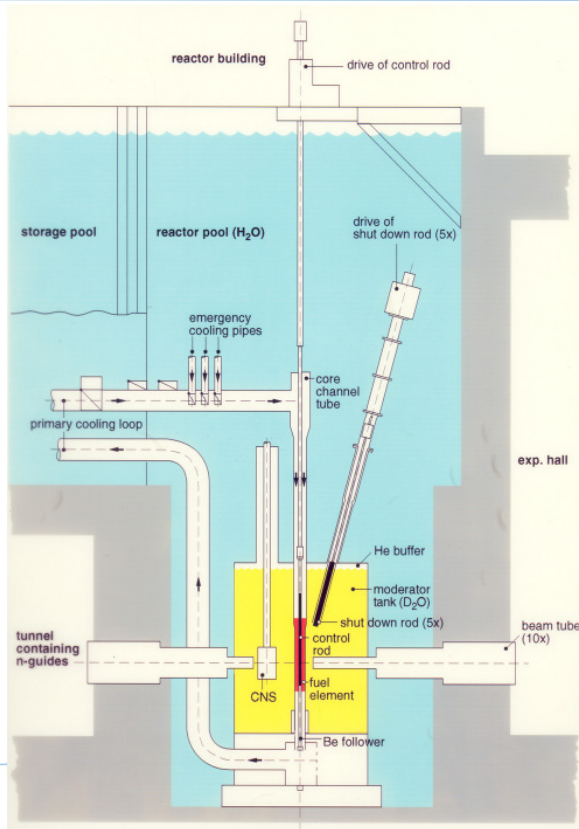 reactor building
drive of control rod
storage pool
reactor pool (H₂O)
drive of
shut down rod (5x)
emergency
cooling pipes
core
channel
tube
primary cooling loop
exp. hall
He buffer
moderator
tank (D₂O)
shut down rod (5x)
beam tube
(10x)
tunnel
containing
n-guides
control
rod
fuel
element
CNS
Be follower